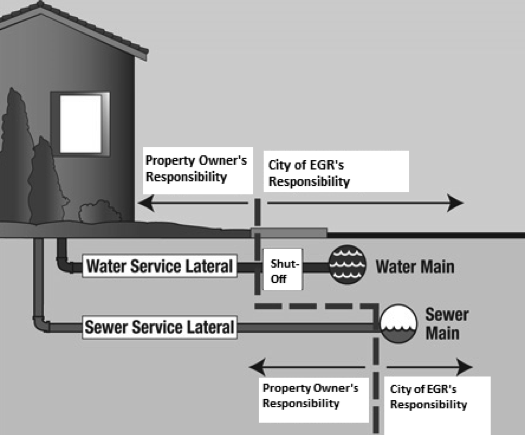 Property Owner's
Responsibility
City of EGR's
Responsibility
Water Service Lateral
Shut-
Off
Water Main
Sewer Service Lateral
Sewer
Main
Property Owner's
Responsibility
City of EGR's
Responsibility